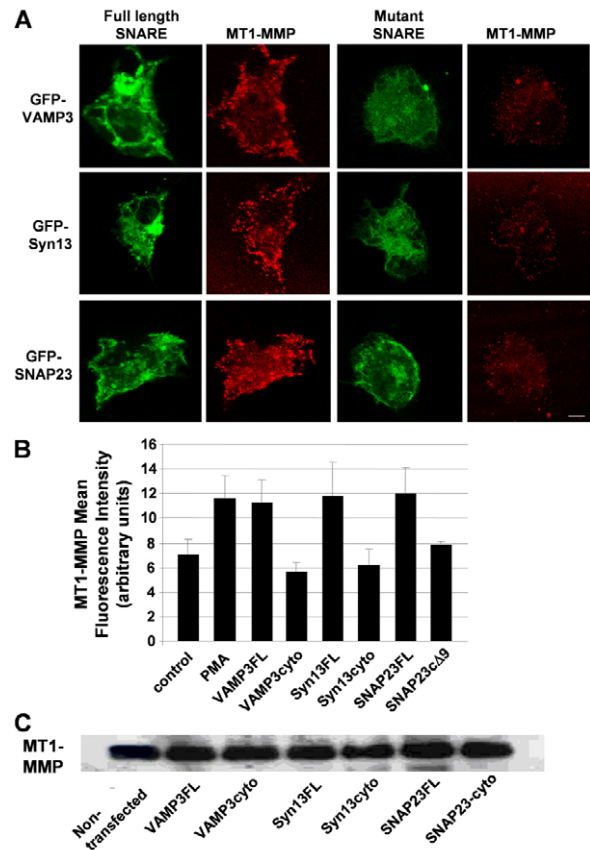 A
Full length
SNARE
MT1-MMP
Mutant
SNARE
MT1-MMP
GFP-
VAMP3
GFP-
Syn13
GFP-
SNAP23
B
MT1-MMP Mean
Fluorescence Intensity
(arbitrary units)
16
14
12
10
8
6
4
2
0
control
PMA
VAMP3FL
VAMP3cyto
Syn13FL
Syn13cyto
SNAP23FL
SNAP23cΔ9
C
MT1-
MMP
Non-
transfected
VAMP3FL
VAMP3cyto
Syn13FL
Syn13cyto
SNAP23FL
SNAP23-cyto